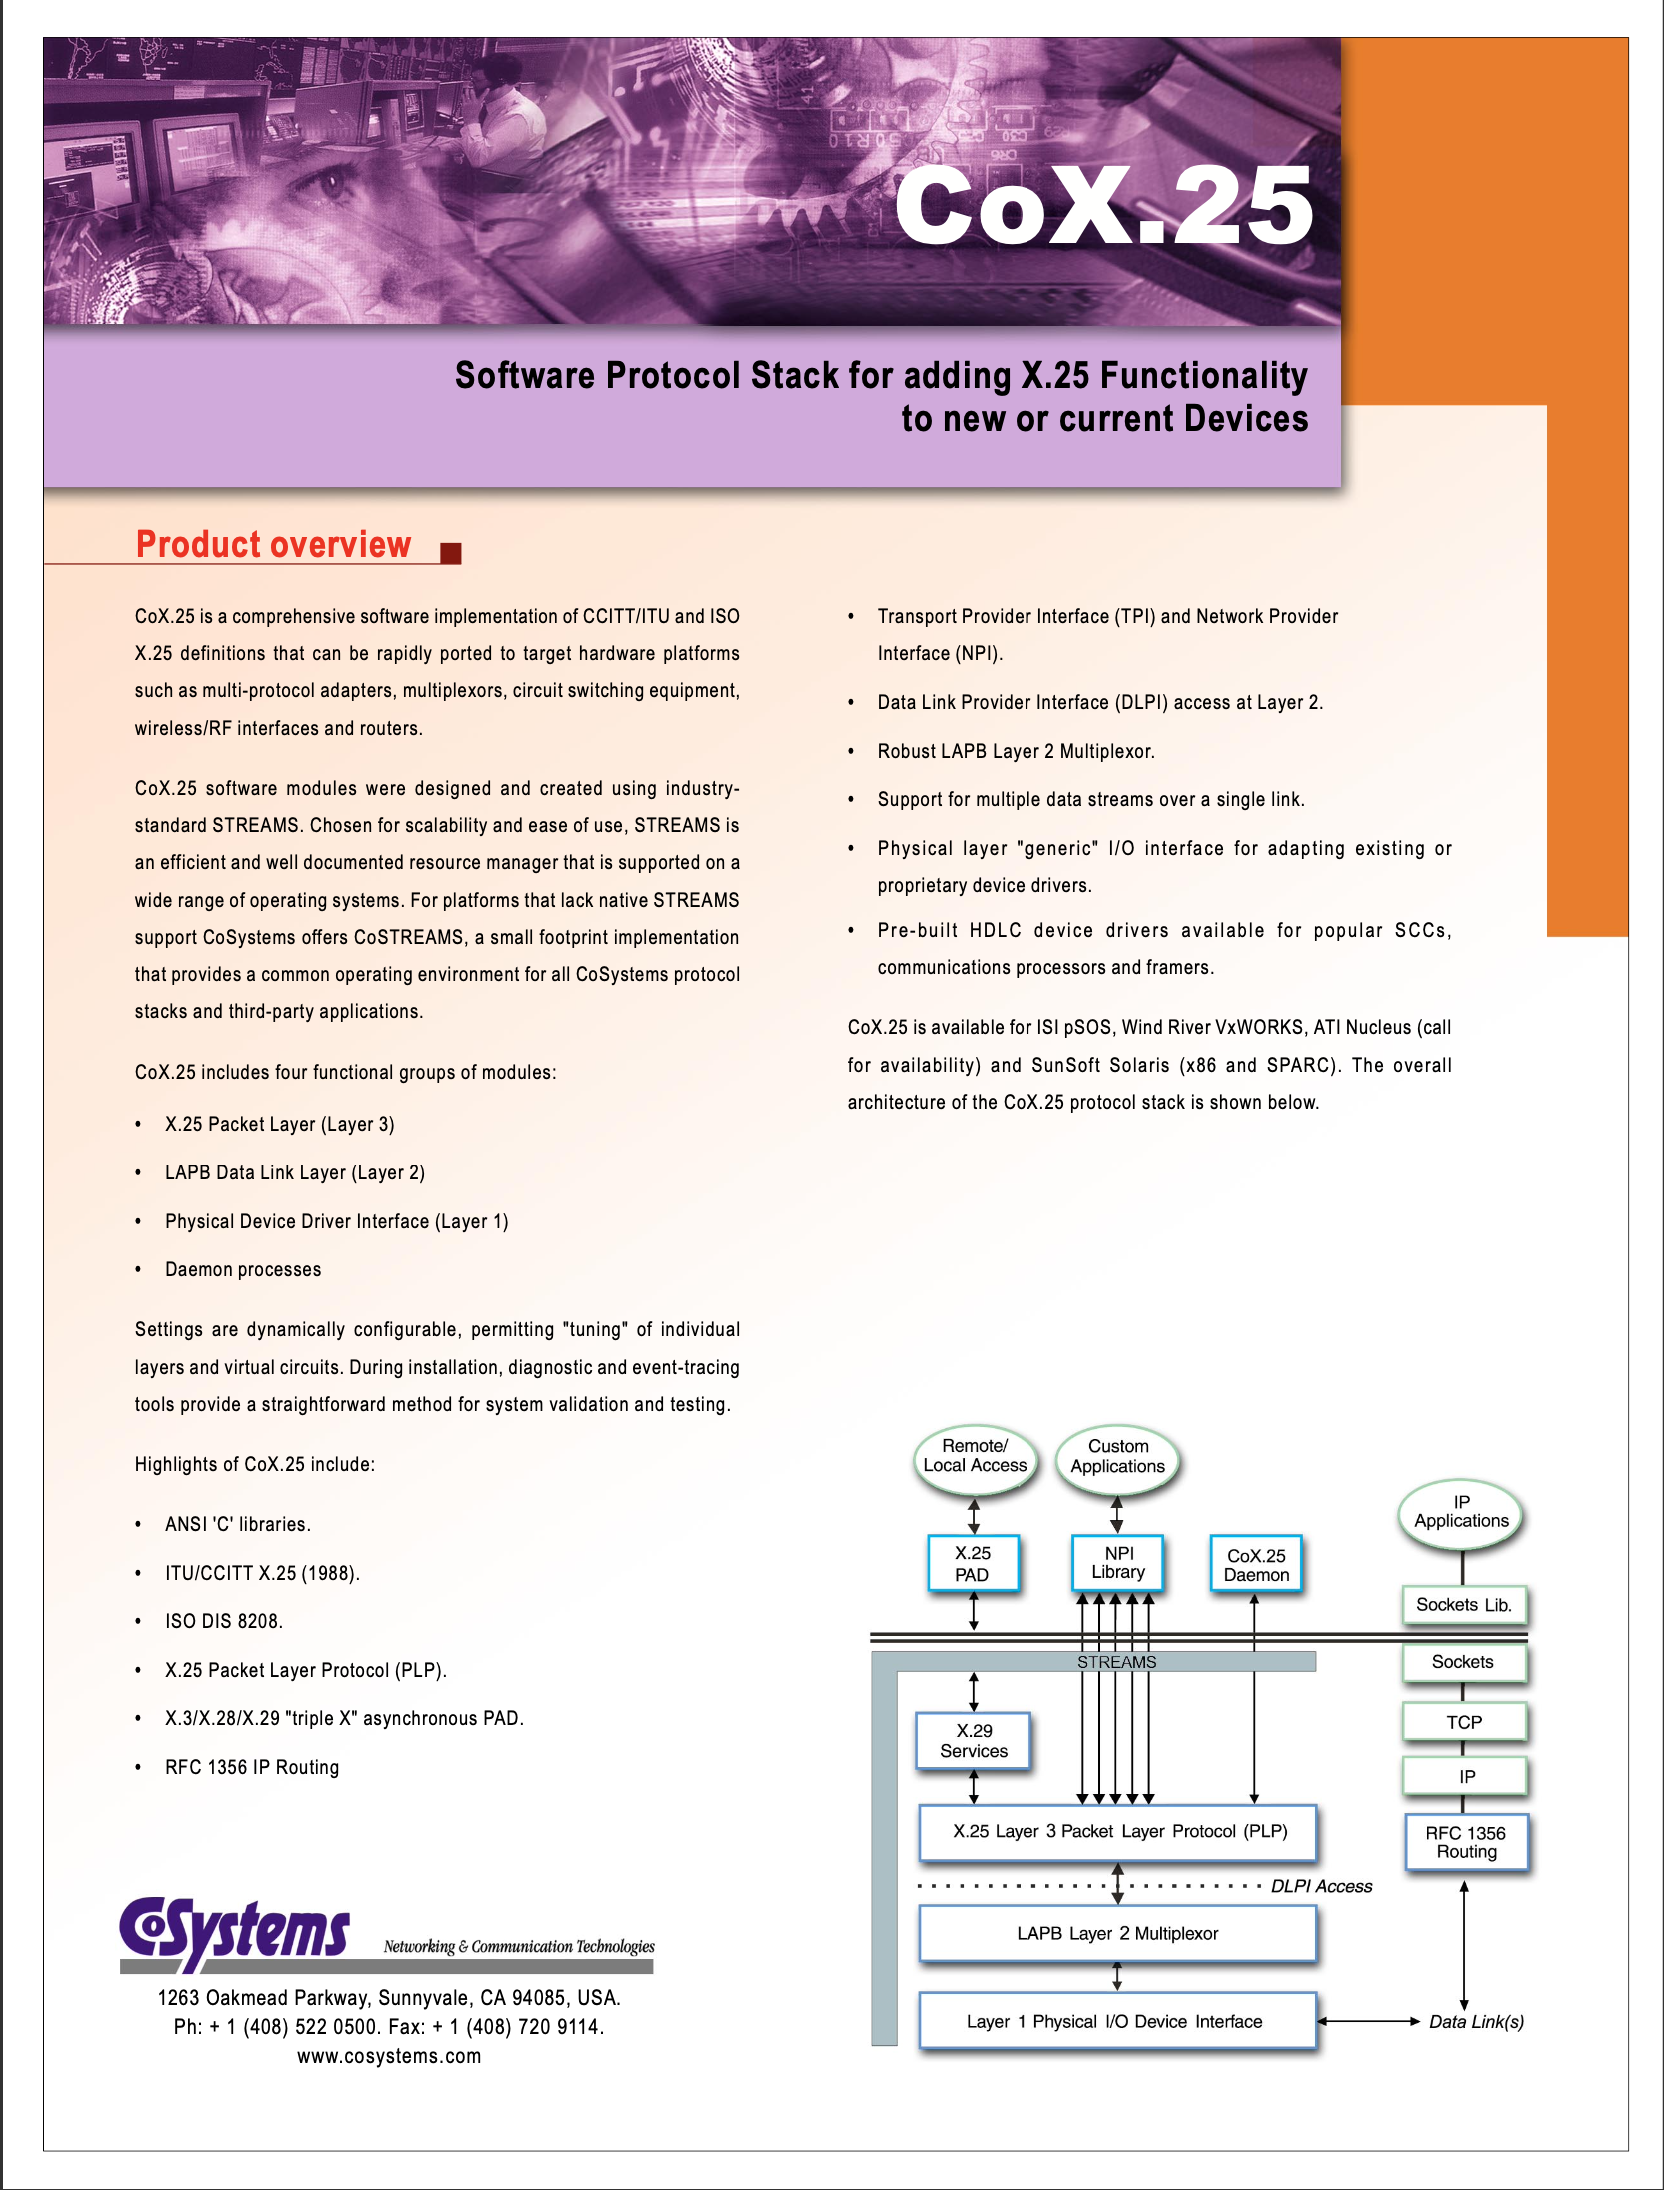 CoX.25
Software Protocol Stack for adding X.25 Functionality
to new or current Devices
Product overview
CoX.25 is a comprehensive software implementation of CCITT/ITU and ISO
X.25 definitions that can be rapidly ported to target hardware platforms
such as multi-protocol adapters, multiplexors, circuit switching equipment,
wireless/RF interfaces and routers.
CoX.25 software modules were designed and created using industry-
standard STREAMS. Chosen for scalability and ease of use, STREAMS is
an efficient and well documented resource manager that is supported on a
wide range of operating systems. For platforms that lack native STREAMS
support CoSystems offers CoSTREAMS, a small footprint implementation
that provides a common operating environment for all CoSystems protocol
stacks and third-party applications.
CoX.25 includes four functional groups of modules:
• X.25 Packet Layer (Layer 3)
• LAPB Data Link Layer (Layer 2)
• Physical Device Driver Interface (Layer 1)
• Daemon processes
Settings are dynamically configurable, permitting "tuning" of individual
layers and virtual circuits. During installation, diagnostic and event-tracing
tools provide a straightforward method for system validation and testing.
Highlights of CoX.25 include:
• ANSI 'C' libraries.
• ITU/CCITT X.25 (1988).
• ISO DIS 8208.
• X.25 Packet Layer Protocol (PLP).
• X.3/X.28/X.29 "triple X" asynchronous PAD.
• RFC 1356 IP Routing
• Transport Provider Interface (TPI) and Network Provider
Interface (NPI).
• Data Link Provider Interface (DLPI) access at Layer 2.
• Robust LAPB Layer 2 Multiplexor.
• Support for multiple data streams over a single link.
• Physical layer "generic" I/O interface for adapting existing or
proprietary device drivers.
• Pre-built HDLC device drivers available for popular SCCs,
communications processors and framers.
CoX.25 is available for ISI pSOS, Wind River VxWORKS, ATI Nucleus (call
for availability) and SunSoft Solaris (x86 and SPARC). The overall
architecture of the CoX.25 protocol stack is shown below.
Remote/
Local Access
Custom
Applications
IP
Applications
X.25
PAD
NPI
Library
CoX.25
Daemon
Sockets Lib.
STREAMS
Sockets
X.29
Services
TCP
IP
X.25 Layer 3 Packet Layer Protocol (PLP)
RFC 1356
Routing
DLPI Access
LAPB Layer 2 Multiplexor
Layer 1 Physical I/O Device Interface
Data Link(s)
CoSystems
Networking & Communication Technologies
1263 Oakmead Parkway, Sunnyvale, CA 94085, USA.
Ph: + 1 (408) 522 0500. Fax: + 1 (408) 720 9114.
www.cosystems.com